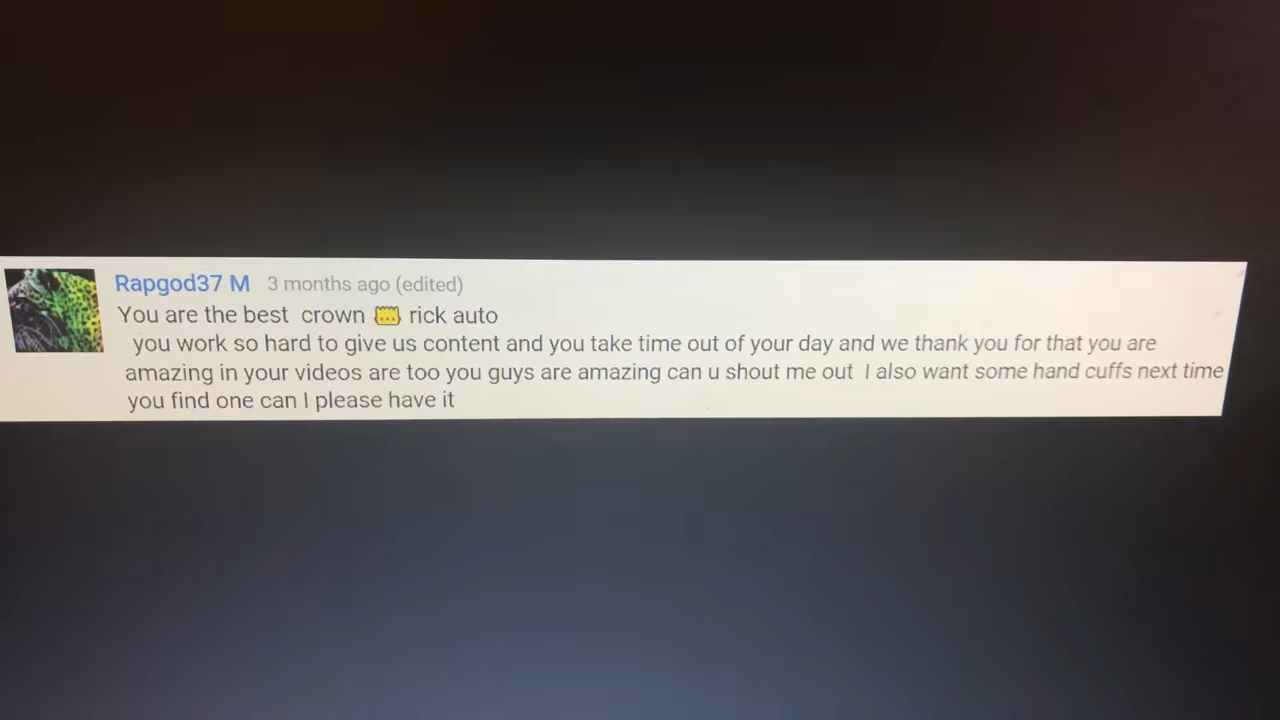 Rapgod37 M 3 months ago (edited)
You are the best crown 👑 rick auto
you work so hard to give us content and you take time out of your day and we thank you for that you are
amazing in your videos are too you guys are amazing can u shout me out I also want some hand cuffs next time
you find one can I please have it